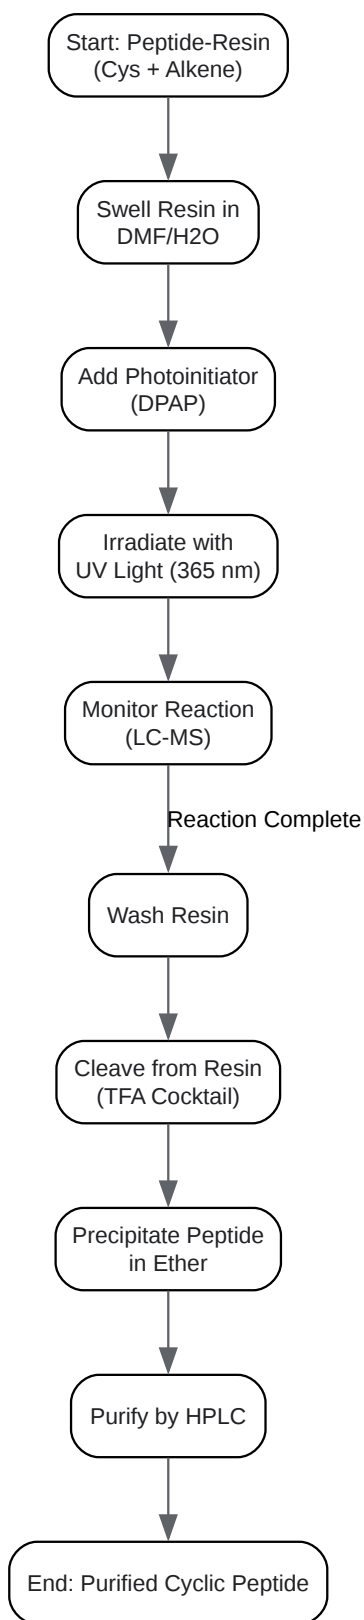 Start: Peptide-Resin
(Cys + Alkene)
Swell Resin in
DMF/H2O
Add Photoinitiator
(DPAP)
Irradiate with
UV Light (365 nm)
Monitor Reaction
(LC-MS)
Reaction Complete
Wash Resin
Cleave from Resin
(TFA Cocktail)
Precipitate Peptide
in Ether
Purify by HPLC
End: Purified Cyclic Peptide